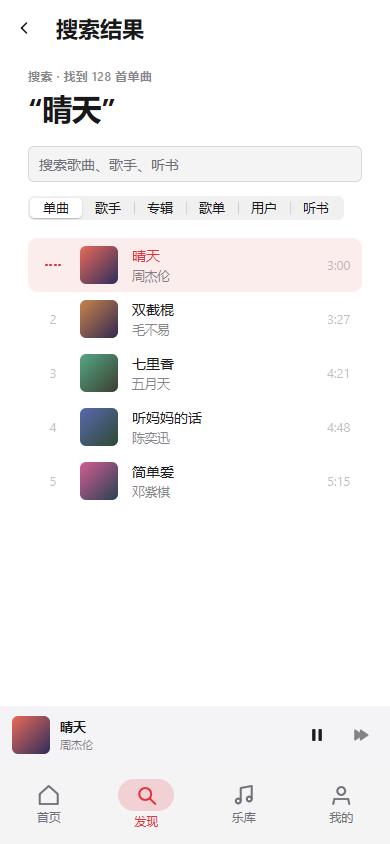 搜索结果
搜索 · 找到 128 首单曲
“晴天”
搜索歌曲、歌手、听书
单曲 歌手 专辑 歌单 用户 听书
晴天
周杰伦
3:00
2
双截棍
毛不易
3:27
3
七里香
五月天
4:21
4
听妈妈的话
陈奕迅
4:48
5
简单爱
邓紫棋
5:15
晴天
周杰伦
首页 发现 乐库 我的